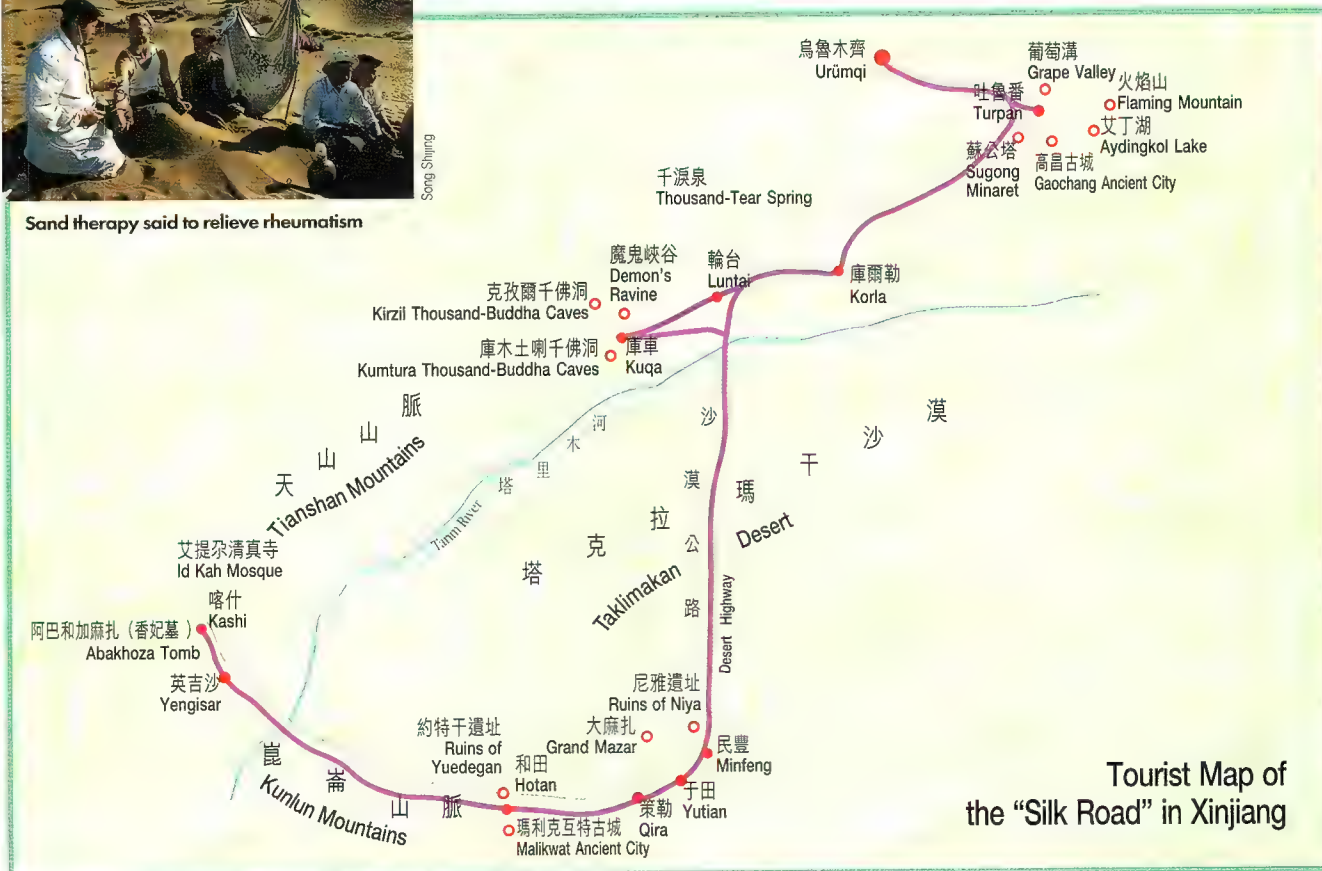 Song Shijing
Sand therapy said to relieve rheumatism
烏魯木齊
Urümqi
葡萄溝
Grape Valley
火焰山
Flaming Mountain
吐魯番
Turpan
艾丁湖
Aydingkol Lake
蘇公塔
Sugong
Minaret
高昌古城
Gaochang Ancient City
千淚泉
Thousand-Tear Spring
魔鬼峽谷
Demon's
Ravine
輪台
Luntai
庫爾勒
Korla
克孜爾千佛洞
Kirzil Thousand-Buddha Caves
庫木土喇千佛洞
Kumtura Thousand-Buddha Caves
庫車
Kuqa
天山山脈
Tianshan Mountains
塔里木河
Tarim River
塔克拉瑪干沙漠
Taklimakan Desert
沙漠公路
Desert Highway
艾提尕清真寺
Id Kah Mosque
喀什
Kashi
阿巴和加麻扎（香妃墓）
Abakhoza Tomb
英吉沙
Yengisar
崑崙山脈
Kunlun Mountains
約特干遺址
Ruins of
Yuedegan
和田
Hotan
瑪利克互特古城
Malikwat Ancient City
尼雅遺址
Ruins of Niya
大麻扎
Grand Mazar
民豐
Minfeng
于田
Yutian
策勒
Qira
Tourist Map of
the “Silk Road” in Xinjiang